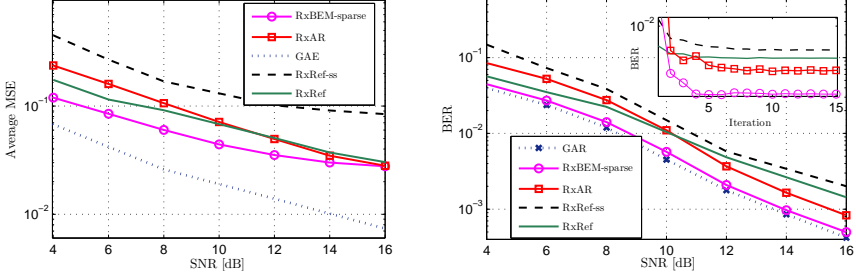 RxBEM-sparse
RxAR
GAE
RxRef-ss
RxRef
Average MSE
10^-1
10^-2
4 6 8 10 12 14 16
SNR [dB]
10^-1
10^-2
10^-3
BER
4 6 8 10 12 14 16
SNR [dB]
GAR
RxBEM-sparse
RxAR
RxRef-ss
RxRef
10^-2
BER
5 10 15
Iteration